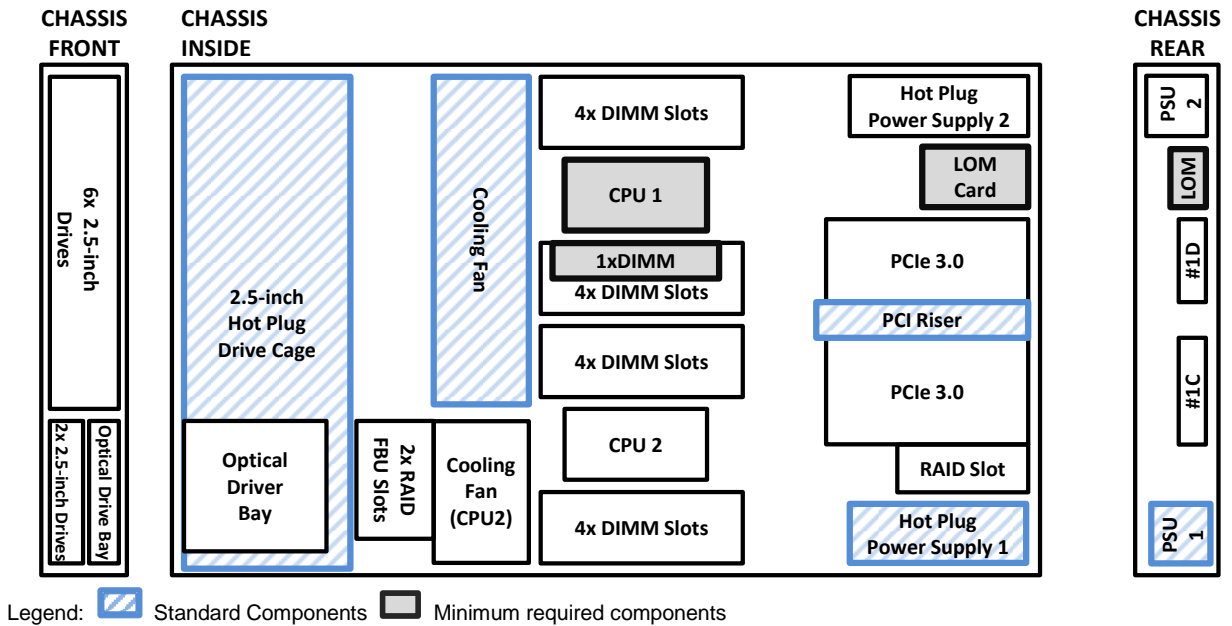 CHASSIS
FRONT
6x 2.5-inch
Drives
2x 2.5-inch Drives
Optical Drive Bay
CHASSIS
INSIDE
2.5-inch
Hot Plug
Drive Cage
Optical
Driver
Bay
2x RAID
FBU Slots
Cooling Fan
Cooling
Fan
(CPU2)
4x DIMM Slots
CPU 1
1xDIMM
4x DIMM Slots
4x DIMM Slots
CPU 2
4x DIMM Slots
Hot Plug
Power Supply 2
LOM
Card
PCIe 3.0
PCI Riser
PCIe 3.0
RAID Slot
Hot Plug
Power Supply 1
CHASSIS
REAR
PSU
2
LOM
#1D
#1C
PSU
1
Legend: Standard Components Minimum required components